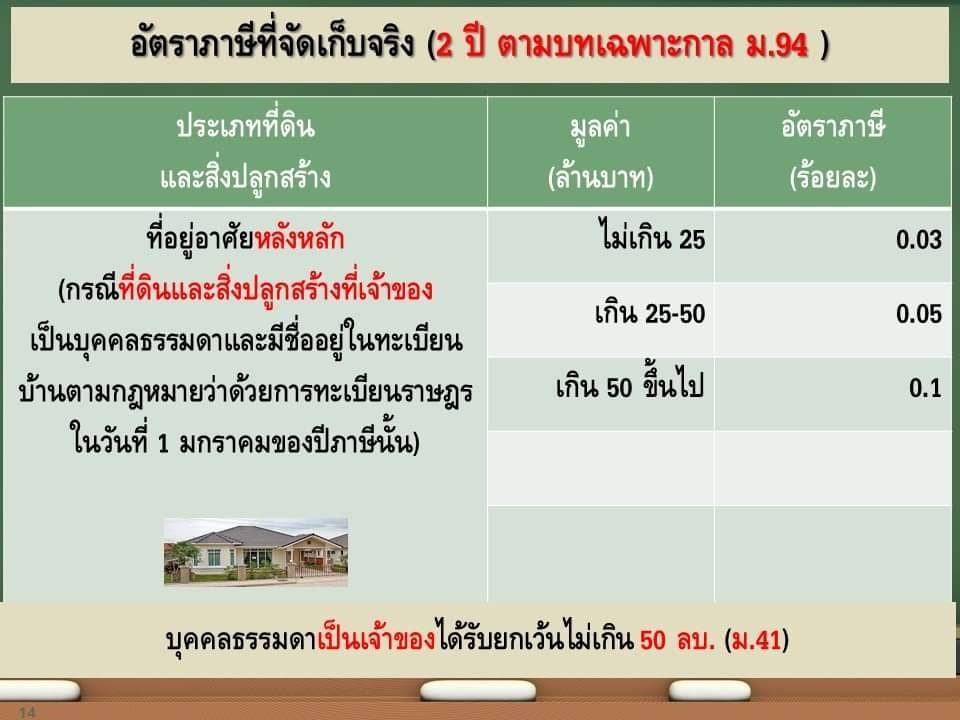 อัตราภาษีที่จัดเก็บจริง (2 ปี ตามบทเฉพาะกาล ม.94 )
ประเภทที่ดิน
และสิ่งปลูกสร้าง
มูลค่า
(ล้านบาท)
อัตราภาษี
(ร้อยละ)
ที่อยู่อาศัยหลังหลัก
(กรณีที่ดินและสิ่งปลูกสร้างที่เจ้าของ
เป็นบุคคลธรรมดาและมีชื่ออยู่ในทะเบียน
บ้านตามกฎหมายว่าด้วยการทะเบียนราษฎร
ในวันที่ 1 มกราคมของปีภาษีนั้น)
ไม่เกิน 25 0.03
เกิน 25-50 0.05
เกิน 50 ขึ้นไป 0.1
บุคคลธรรมดาเป็นเจ้าของได้รับยกเว้นไม่เกิน 50 ลบ. (ม.41)
14